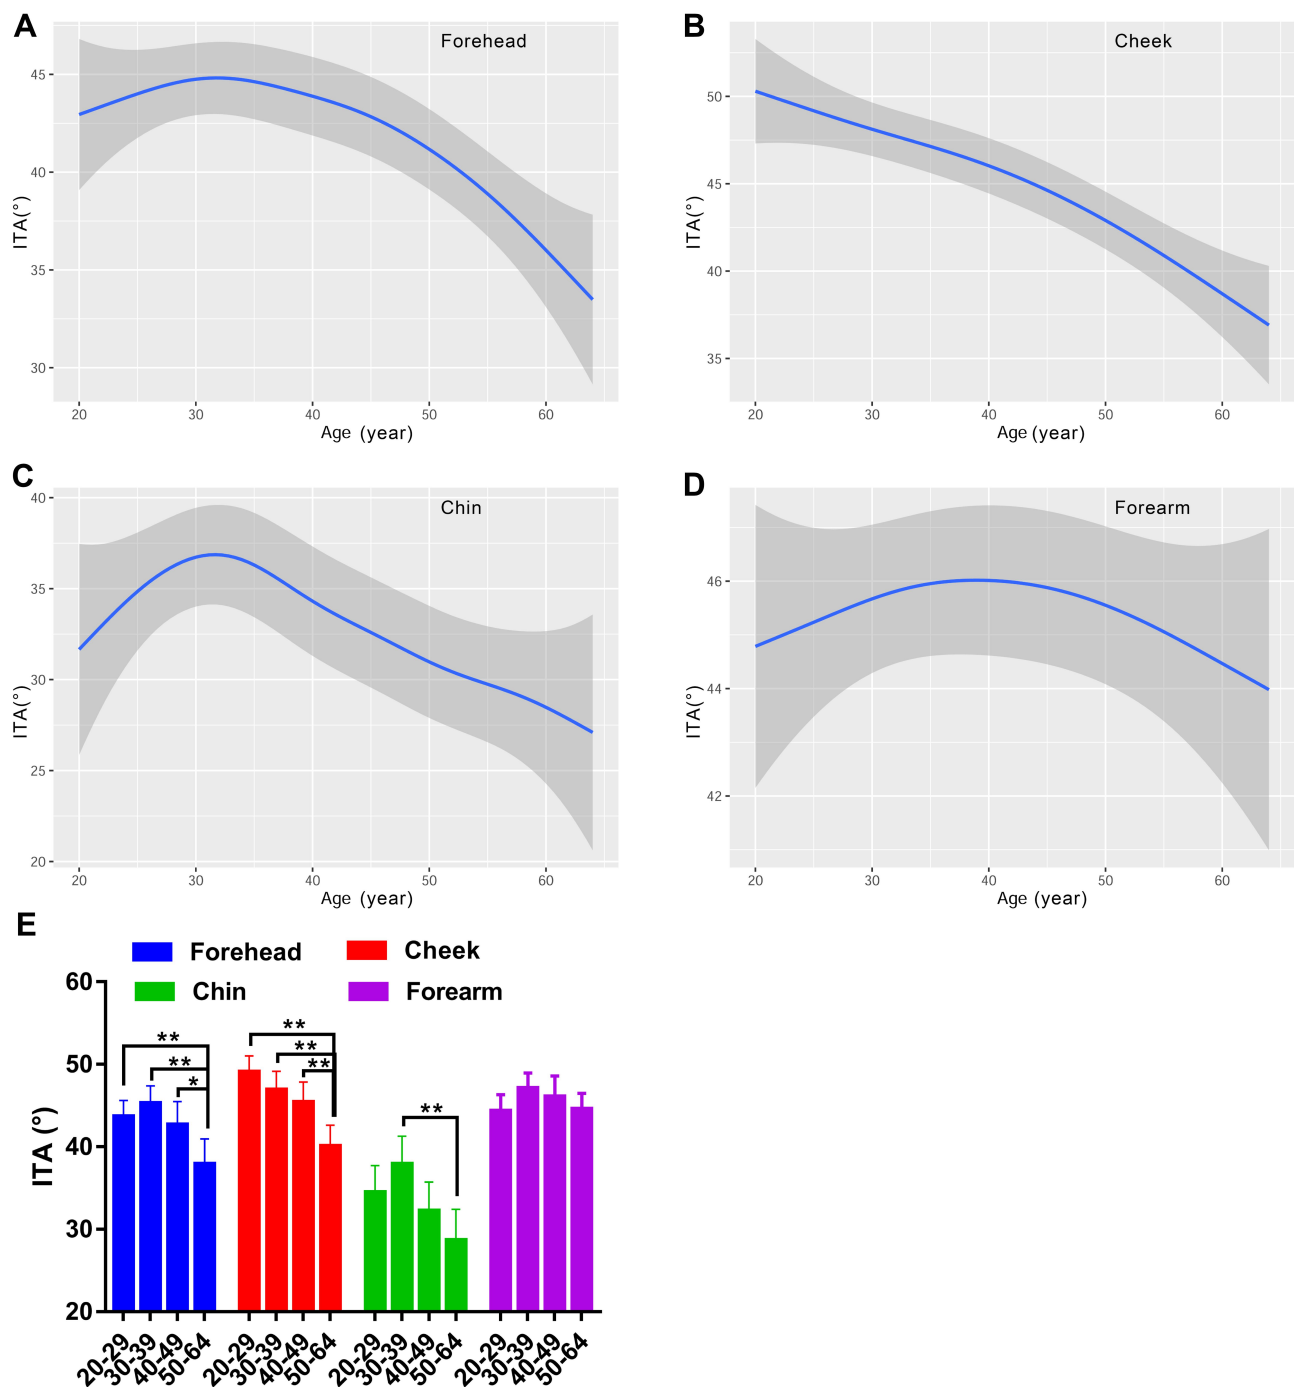 A
Forehead
45
40
35
30
ITA(°)
20 30 40 50 60
Age (year)
B
Cheek
50
45
40
35
ITA(°)
20 30 40 50 60
Age (year)
C
Chin
40
35
30
25
20
ITA(°)
20 30 40 50 60
Age (year)
D
Forearm
46
44
42
ITA(°)
20 30 40 50 60
Age (year)
E
Forehead Cheek
Chin Forearm
60
50
40
30
20
ITA (°)
** ** *
** ** **
**
20-29 30-39 40-49 50-64 20-29 30-39 40-49 50-64 20-29 30-39 40-49 50-64 20-29 30-39 40-49 50-64